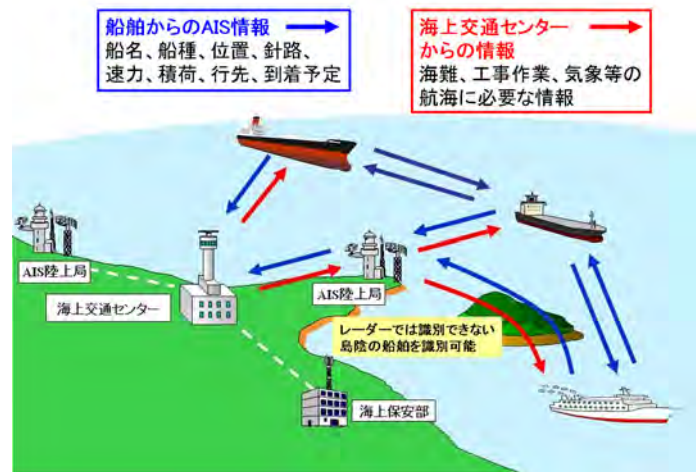 船舶からのAIS情報
船名、船種、位置、針路、
速力、積荷、行先、到着予定
海上交通センター
からの情報
海難、工事作業、気象等の
航海に必要な情報
AIS陸上局
海上交通センター
AIS陸上局
レーダーでは識別できない
島陰の船舶を識別可能
海上保安部